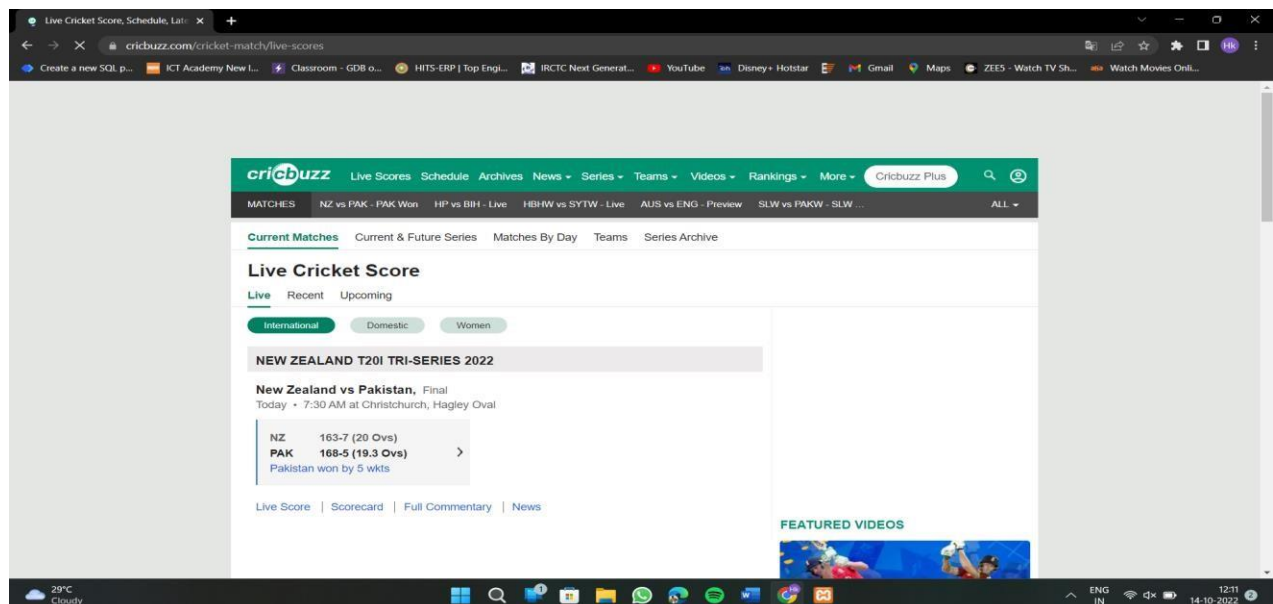 Live Cricket Score, Schedule, Late
cricbuzz.com/cricket-match/live-scores
Hk
Create a new SQL p... ICT Academy New I... Classroom - GDB o... HITS-ERP | Top Engi... IRCTC Next Generat... YouTube Disney+ Hotstar Gmail Maps ZEE5 - Watch TV Sh... Watch Movies Onli...
cricbuzz Live Scores Schedule Archives News Series Teams Videos Rankings More Cricbuzz Plus
MATCHES NZ vs PAK - PAK Won HP vs BIH - Live HBHW vs SYTW - Live AUS vs ENG - Preview SLW vs PAKW - SLW ... ALL
Current Matches Current & Future Series Matches By Day Teams Series Archive
Live Cricket Score
Live Recent Upcoming
International Domestic Women
NEW ZEALAND T20I TRI-SERIES 2022
New Zealand vs Pakistan, Final
Today • 7:30 AM at Christchurch, Hagley Oval
NZ 163-7 (20 Ovs)
PAK 168-5 (19.3 Ovs)
Pakistan won by 5 wkts
Live Score | Scorecard | Full Commentary | News
FEATURED VIDEOS
29°C
Cloudy
ENG
IN
12:11
14-10-2022
2